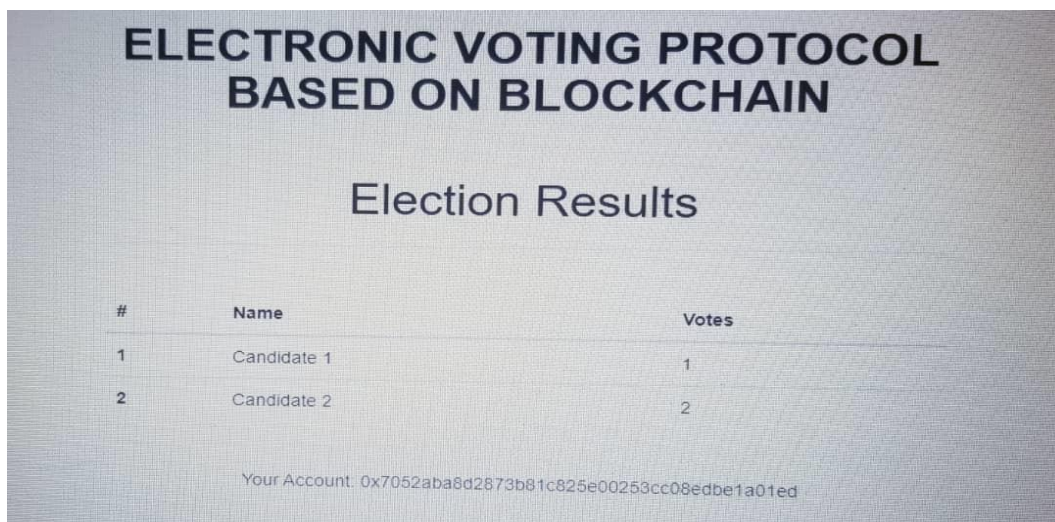 ELECTRONIC VOTING PROTOCOL
BASED ON BLOCKCHAIN
Election Results
# Name Votes
1 Candidate 1 1
2 Candidate 2 2
Your Account: 0x7052aba8d2873b81c825e00253cc08edbe1a01ed